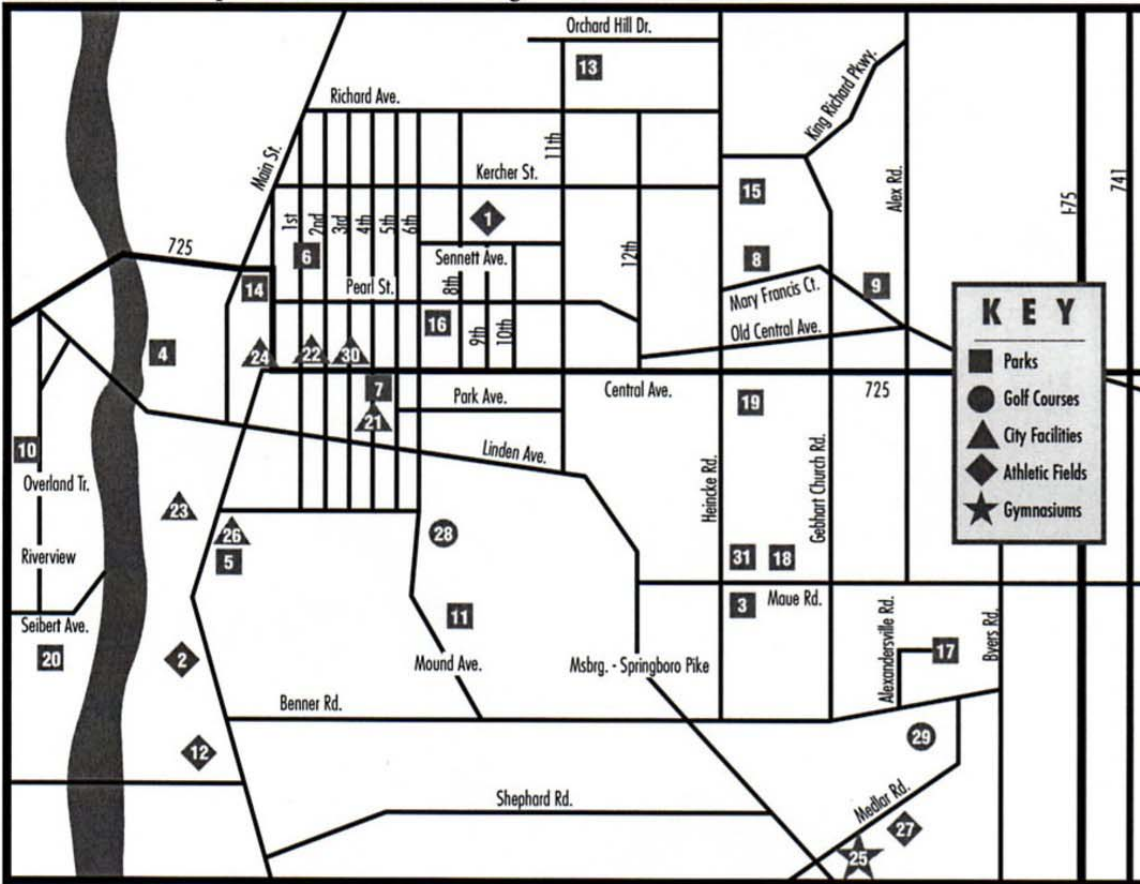 Orchard Hill Dr.
13
Richard Ave.
King Richard Pkwy.
Main St.
11th
Kercher St.
15
Alex Rd.
I-75
741
1st
2nd
3rd
4th
5th
6th
1
12th
725
6
Sennett Ave.
8
14
Pearl St.
8th
Mary Francis Ct.
9
16
9th
10th
Old Central Ave.
KEY
Parks
Golf Courses
City Facilities
Athletic Fields
Gymnasiums
4
24
22
30
7
Park Ave.
Central Ave.
725
19
21
10
Linden Ave.
Overland Tr.
Heincke Rd.
Gebhart Church Rd.
23
26
28
Riverview
5
31
18
Seibert Ave.
11
3
Maue Rd.
Alexandersville Rd.
Byers Rd.
20
2
Mound Ave.
Msbrg. - Springboro Pike
17
Benner Rd.
12
29
Shephard Rd.
Medlar Rd.
27
25